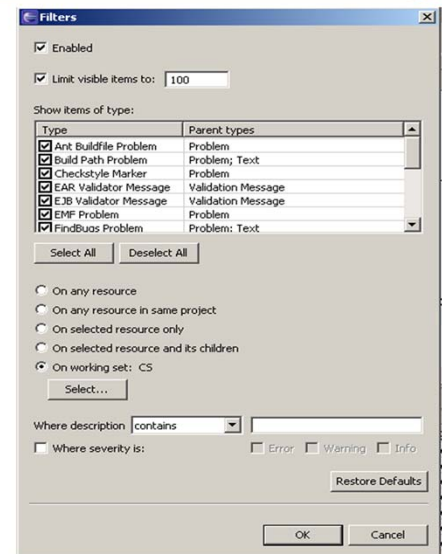 Filters
Enabled
Limit visible items to: 100
Show items of type:
Type Parent types
Ant Buildfile Problem Problem
Build Path Problem Problem; Text
Checkstyle Marker Problem
EAR Validator Message Validation Message
EJB Validator Message Validation Message
EMF Problem Problem
FindBugs Problem Problem; Text
Select All Deselect All
On any resource
On any resource in same project
On selected resource only
On selected resource and its children
On working set: CS
Select...
Where description contains
Where severity is: Error Warning Info
Restore Defaults
OK Cancel